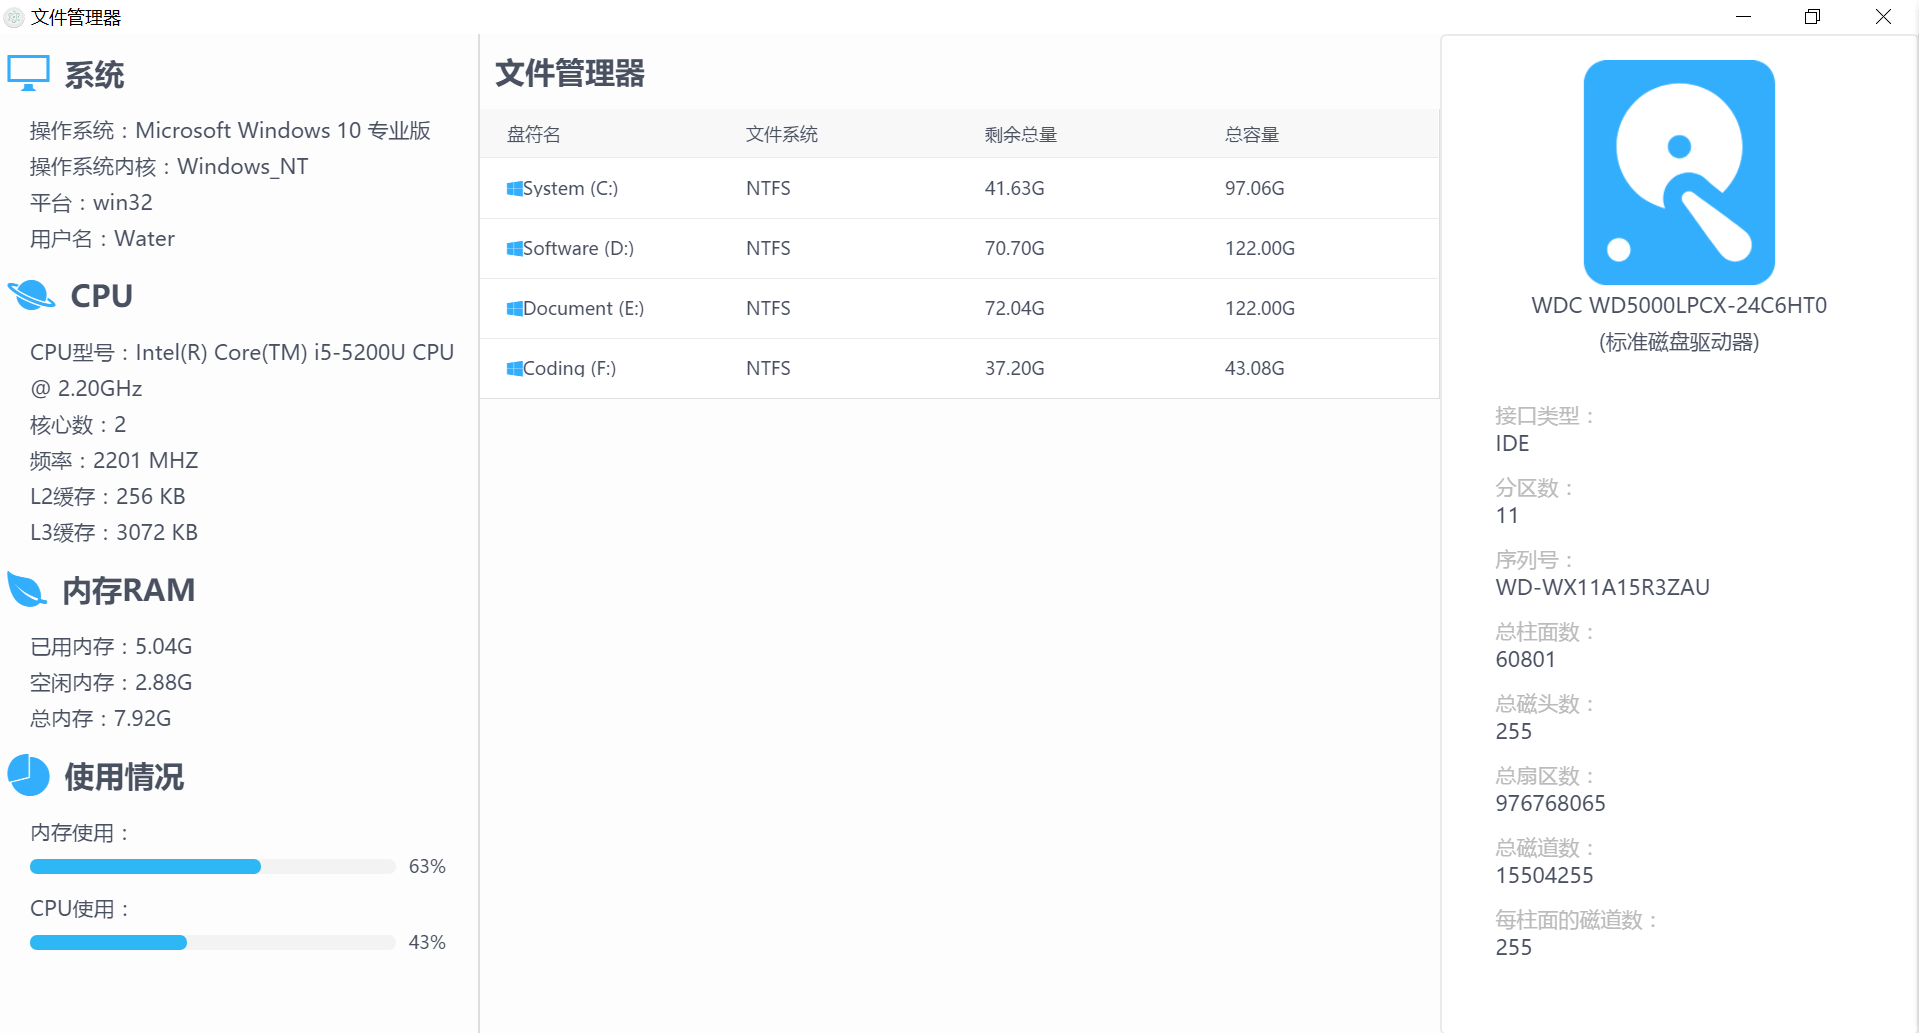 文件管理器
系统
操作系统：Microsoft Windows 10 专业版
操作系统内核：Windows_NT
平台：win32
用户名：Water
CPU
CPU型号：Intel(R) Core(TM) i5-5200U CPU
@ 2.20GHz
核心数：2
频率：2201 MHZ
L2缓存：256 KB
L3缓存：3072 KB
内存RAM
已用内存：5.04G
空闲内存：2.88G
总内存：7.92G
使用情况
内存使用：
63%
CPU使用：
43%
文件管理器
盘符名 文件系统 剩余总量 总容量
System (C:) NTFS 41.63G 97.06G
Software (D:) NTFS 70.70G 122.00G
Document (E:) NTFS 72.04G 122.00G
Coding (F:) NTFS 37.20G 43.08G
WDC WD5000LPCX-24C6HT0
(标准磁盘驱动器)
接口类型：
IDE
分区数：
11
序列号：
WD-WX11A15R3ZAU
总柱面数：
60801
总磁头数：
255
总扇区数：
976768065
总磁道数：
15504255
每柱面的磁道数：
255